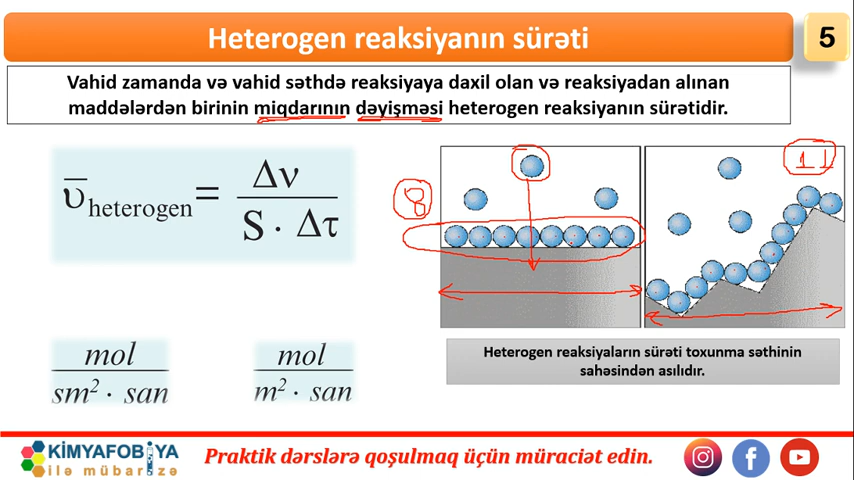 Heterogen reaksiyanın sürəti
5
Vahid zamanda və vahid səthdə reaksiyaya daxil olan və reaksiyadan alınan
maddələrdən birinin miqdarının dəyişməsi heterogen reaksiyanın sürətidir.
ῡ heterogen = Δν / S · Δτ
8
11
mol / sm² · san
mol / m² · san
Heterogen reaksiyaların sürəti toxunma səthinin
sahəsindən asılıdır.
KİMYAFOBİYA
ilə mübarizə
Praktik dərslərə qoşulmaq üçün müraciət edin.